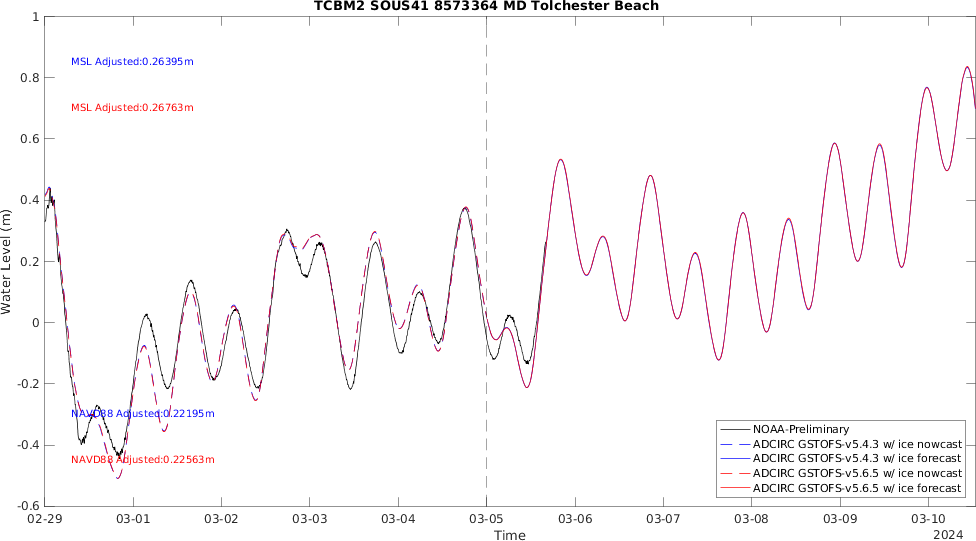 TCBM2 SOUS41 8573364 MD Tolchester Beach
1
0.8
0.6
0.4
0.2
0
-0.2
-0.4
-0.6
Water Level (m)
MSL Adjusted:0.26395m
MSL Adjusted:0.26763m
NAVD88 Adjusted:0.22195m
NAVD88 Adjusted:0.22563m
NOAA-Preliminary
ADCIRC GSTOFS-v5.4.3 w/ ice nowcast
ADCIRC GSTOFS-v5.4.3 w/ ice forecast
ADCIRC GSTOFS-v5.6.5 w/ ice nowcast
ADCIRC GSTOFS-v5.6.5 w/ ice forecast
02-29 03-01 03-02 03-03 03-04 03-05 03-06 03-07 03-08 03-09 03-10
Time
2024